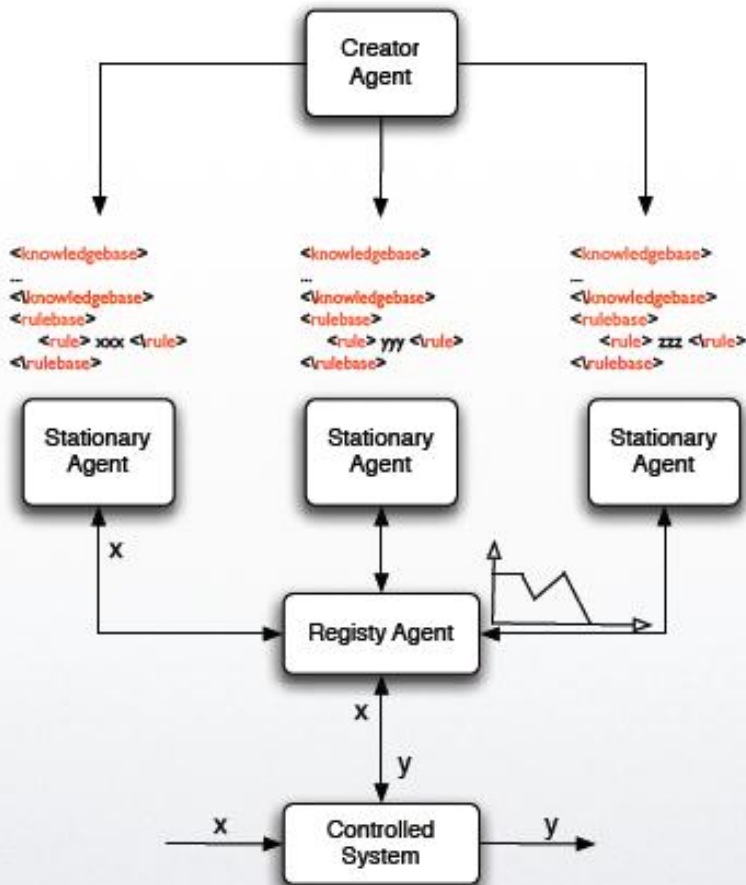 Creator
Agent
<knowledgebase>
...
<\knowledgebase>
<rulebase>
<rule> xxx <\rule>
<\rulebase>
<knowledgebase>
...
<\knowledgebase>
<rulebase>
<rule> yyy <\rule>
<\rulebase>
<knowledgebase>
...
<\knowledgebase>
<rulebase>
<rule> zzz <\rule>
<\rulebase>
Stationary
Agent
Stationary
Agent
Stationary
Agent
x
Registy Agent
x
y
x
Controlled
System
y